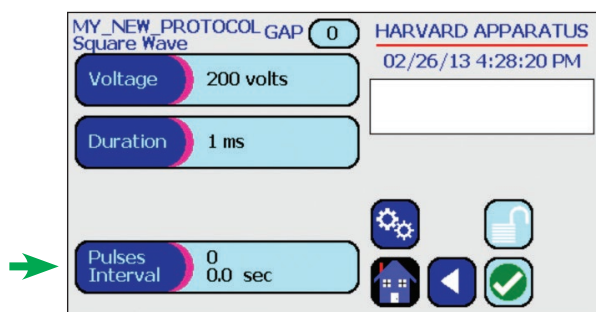 MY_NEW_PROTOCOL GAP 0
Square Wave
HARVARD APPARATUS
02/26/13 4:28:20 PM
Voltage 200 volts
Duration 1 ms
Pulses 0
Interval 0.0 sec